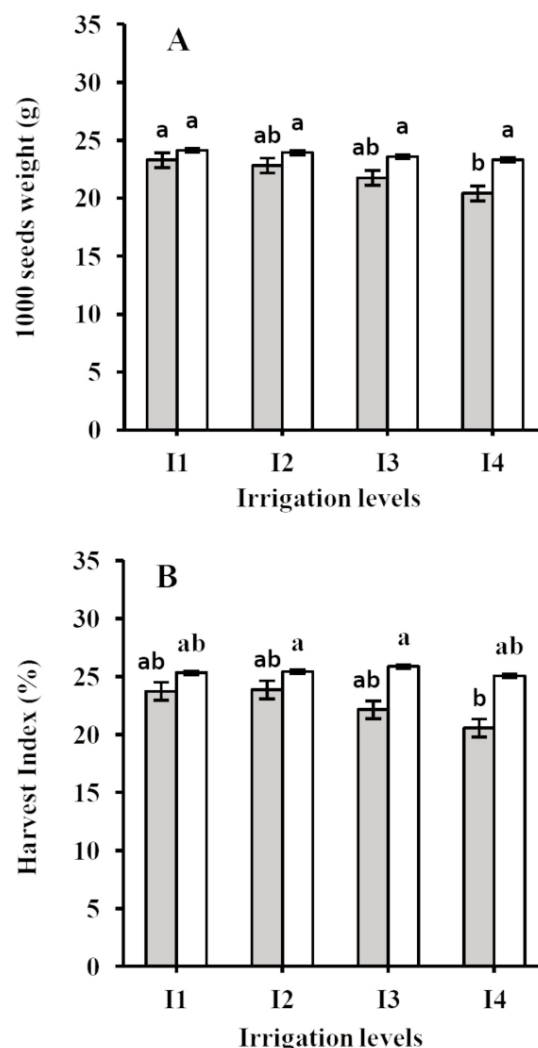 A
1000 seeds weight (g)
35
30
25
20
15
10
5
0
a a ab a ab a b a
I1 I2 I3 I4
Irrigation levels
B
Harvest Index (%)
35
30
25
20
15
10
5
0
ab ab ab a ab a b ab
I1 I2 I3 I4
Irrigation levels